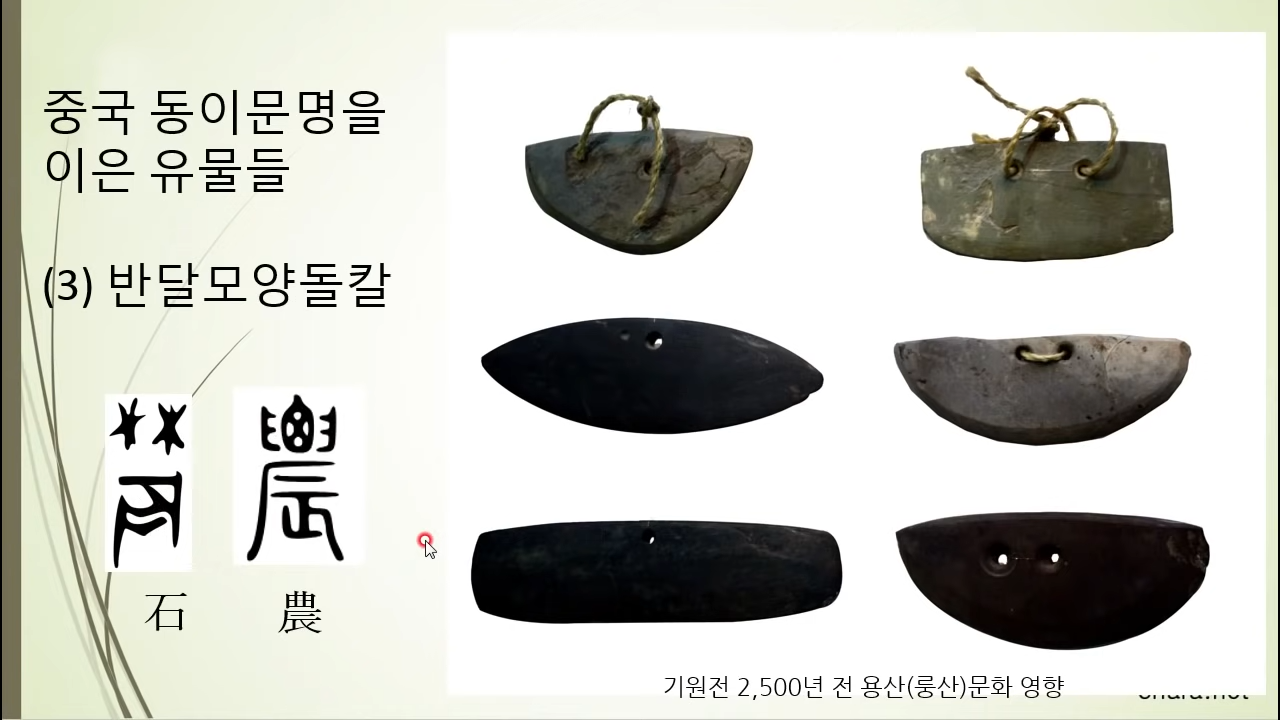 중국 동이문명을
이은 유물들
(3) 반달모양돌칼
石 農
기원전 2,500년 전 용산(룽산)문화 영향